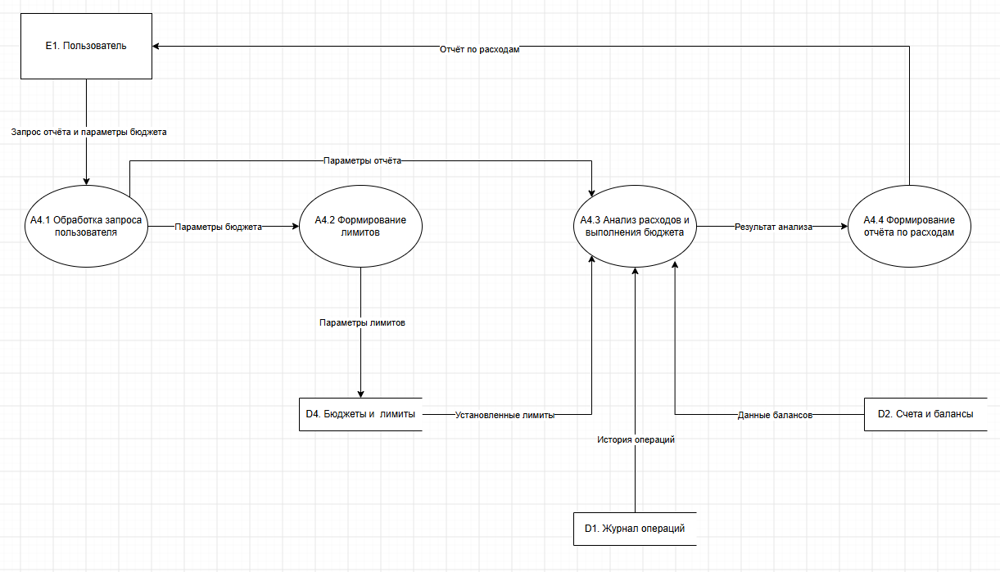 E1. Пользователь
Отчёт по расходам
Запрос отчёта и параметры бюджета
Параметры отчёта
A4.1 Обработка запроса
пользователя
Параметры бюджета
A4.2 Формирование
лимитов
A4.3 Анализ расходов и
выполнения бюджета
Результат анализа
A4.4 Формирование
отчёта по расходам
Параметры лимитов
D4. Бюджеты и лимиты
Установленные лимиты
Данные балансов
D2. Счета и балансы
История операций
D1. Журнал операций